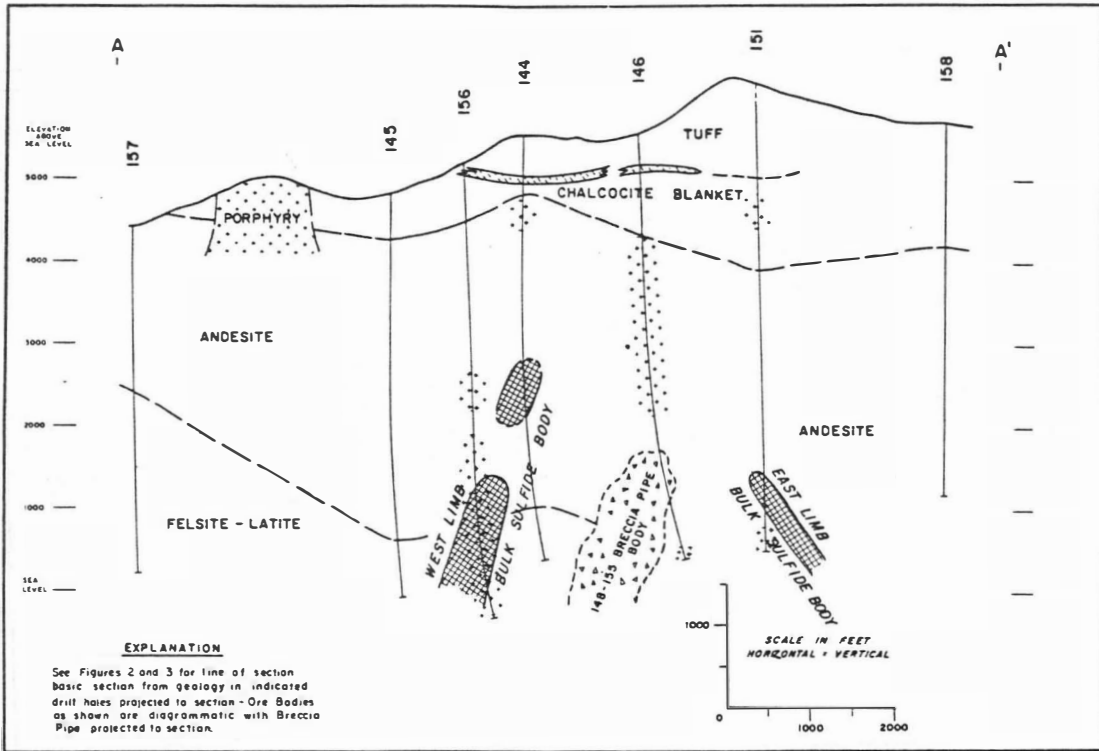 A
A'
157
145
156
144
146
151
158
ELEVATION
ABOVE
SEA LEVEL
5000
4000
3000
2000
1000
SEA
LEVEL
TUFF
CHALCOCITE BLANKET
PORPHYRY
ANDESITE
ANDESITE
FELSITE - LATITE
WEST LIMB
BULK SULFIDE BODY
148-155 BRECCIA PIPE
BODY
EAST LIMB
BULK SULFIDE BODY
EXPLANATION
See Figures 2 and 3 for line of section
basic section from geology in indicated
drill holes projected to section - Ore Bodies
as shown are diagrammatic with Breccia
Pipe projected to section.
1000
0
SCALE IN FEET
HORIZONTAL = VERTICAL
0
1000
2000